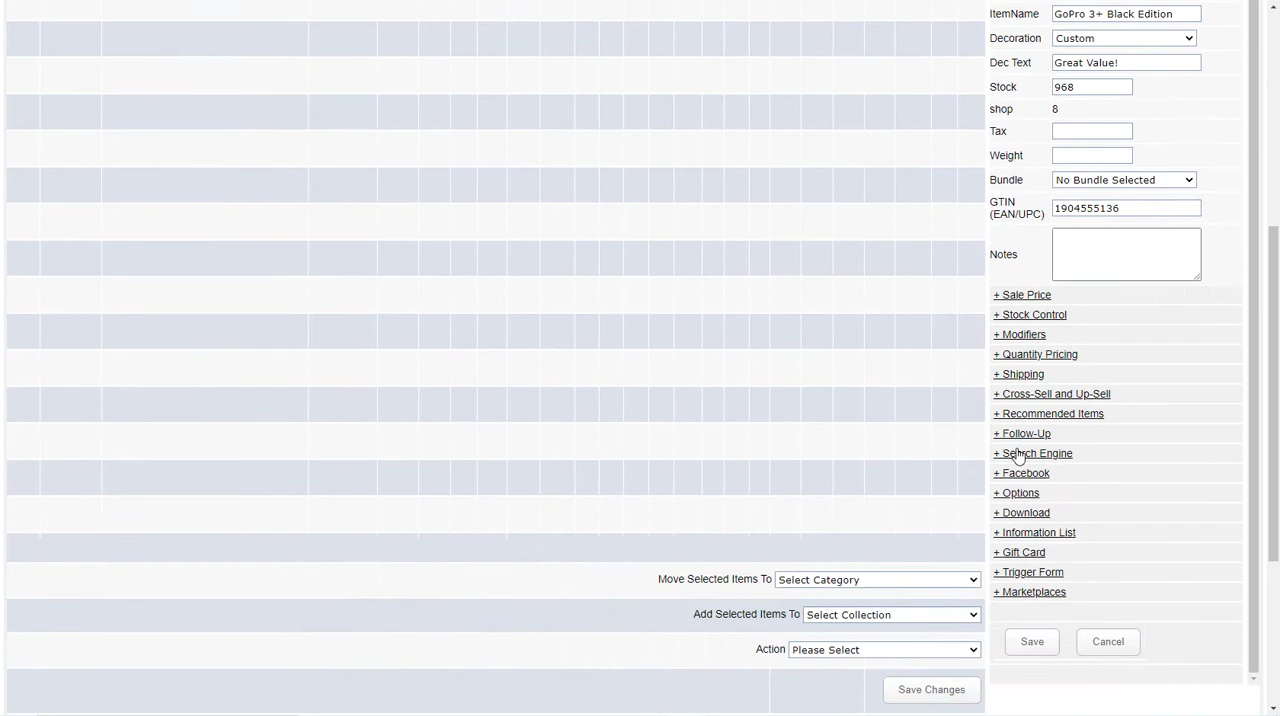 ItemName GoPro 3+ Black Edition
Decoration Custom
Dec Text Great Value!
Stock 968
shop 8
Tax
Weight
Bundle No Bundle Selected
GTIN
(EAN/UPC) 1904555136
Notes
+ Sale Price
+ Stock Control
+ Modifiers
+ Quantity Pricing
+ Shipping
+ Cross-Sell and Up-Sell
+ Recommended Items
+ Follow-Up
+ Search Engine
+ Facebook
+ Options
+ Download
+ Information List
+ Gift Card
+ Trigger Form
+ Marketplaces
Move Selected Items To Select Category
Add Selected Items To Select Collection
Action Please Select
Save Cancel
Save Changes